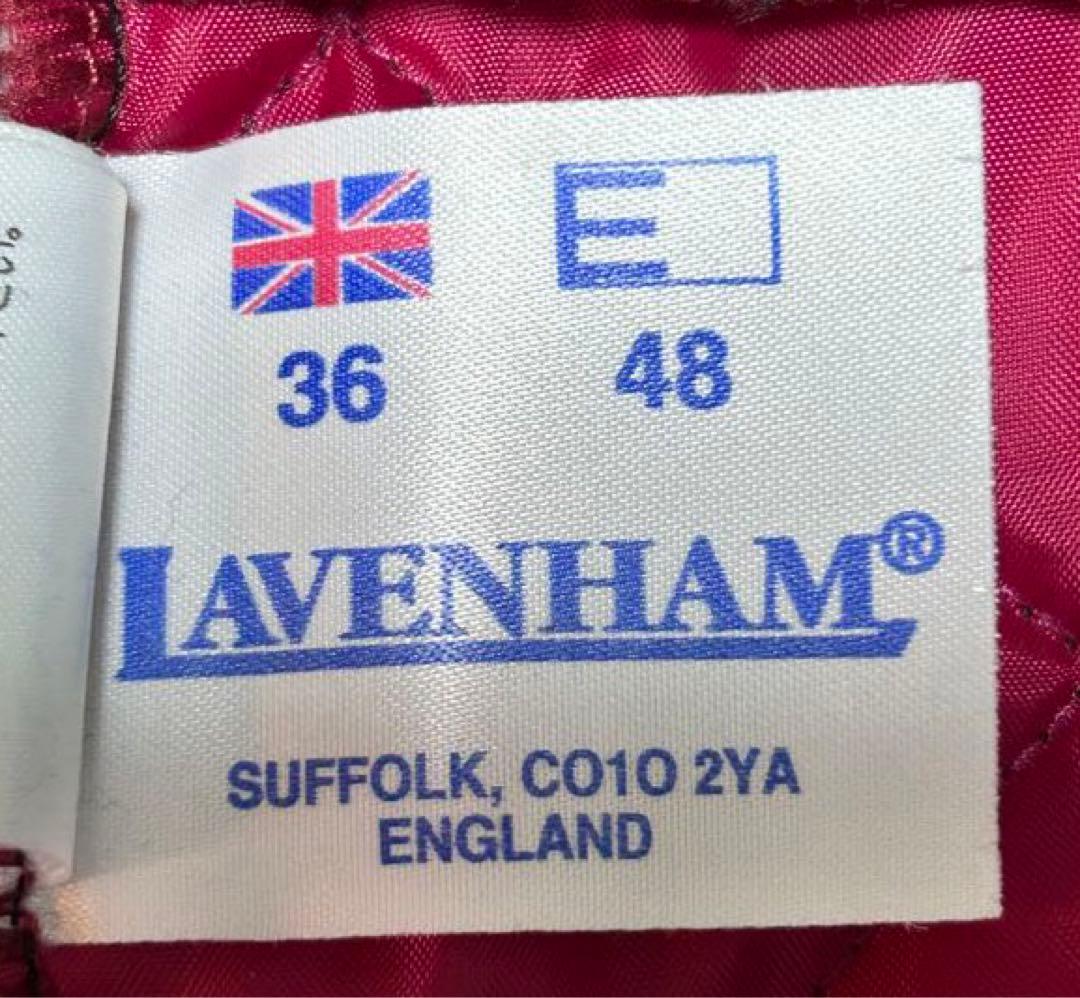 E
36 48
LAVENHAM®
SUFFOLK, CO10 2YA
ENGLAND